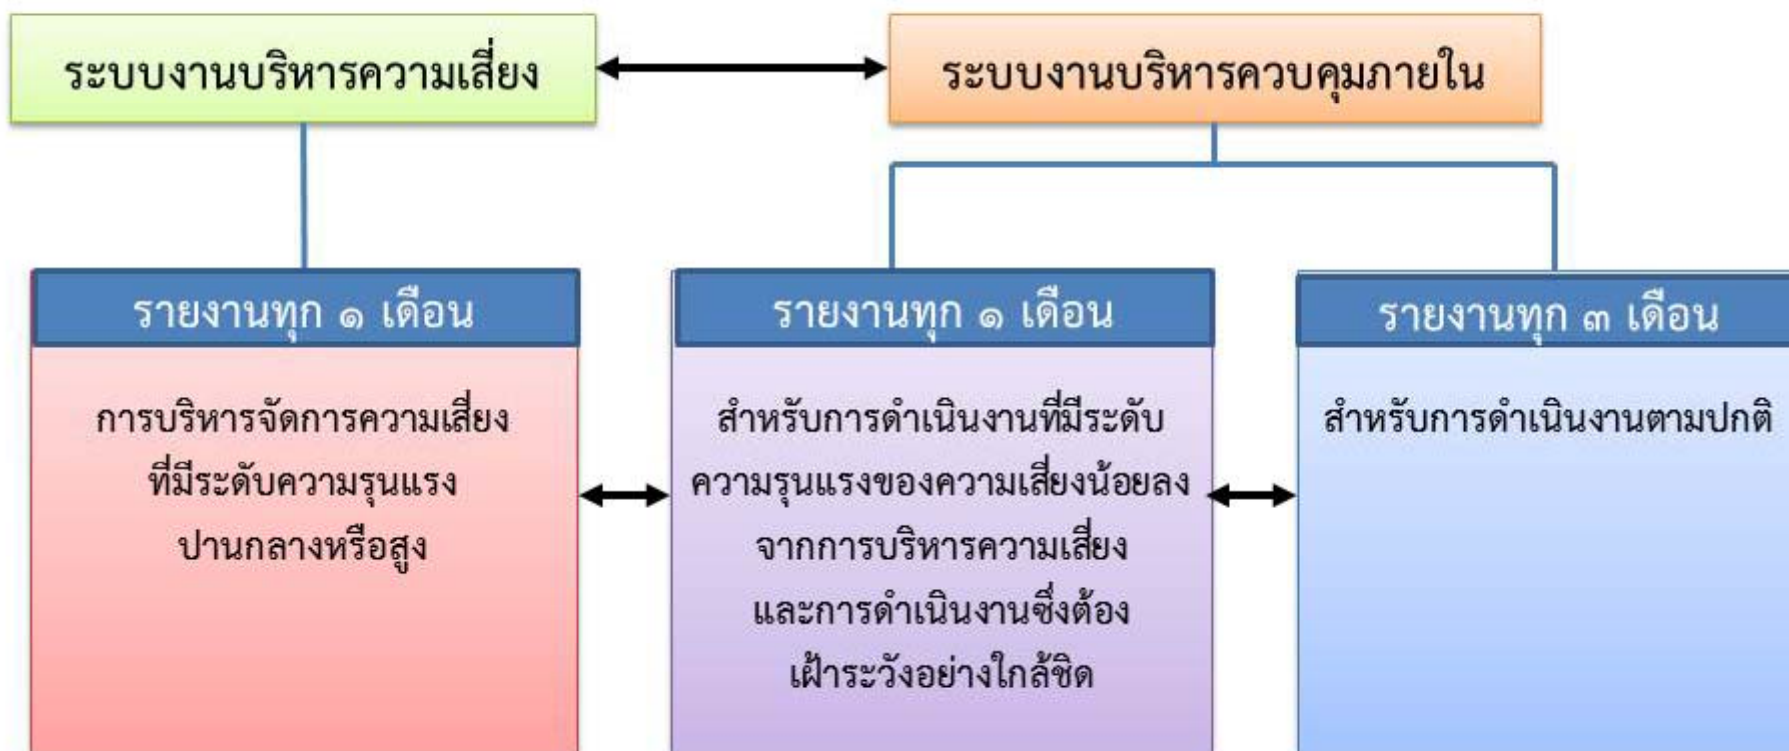 ระบบงานบริหารความเสี่ยง
ระบบงานบริหารควบคุมภายใน
รายงานทุก ๑ เดือน
การบริหารจัดการความเสี่ยง
ที่มีระดับความรุนแรง
ปานกลางหรือสูง
รายงานทุก ๑ เดือน
สำหรับการดำเนินงานที่มีระดับ
ความรุนแรงของความเสี่ยงน้อยลง
จากการบริหารความเสี่ยง
และการดำเนินงานซึ่งต้อง
เฝ้าระวังอย่างใกล้ชิด
รายงานทุก ๓ เดือน
สำหรับการดำเนินงานตามปกติ